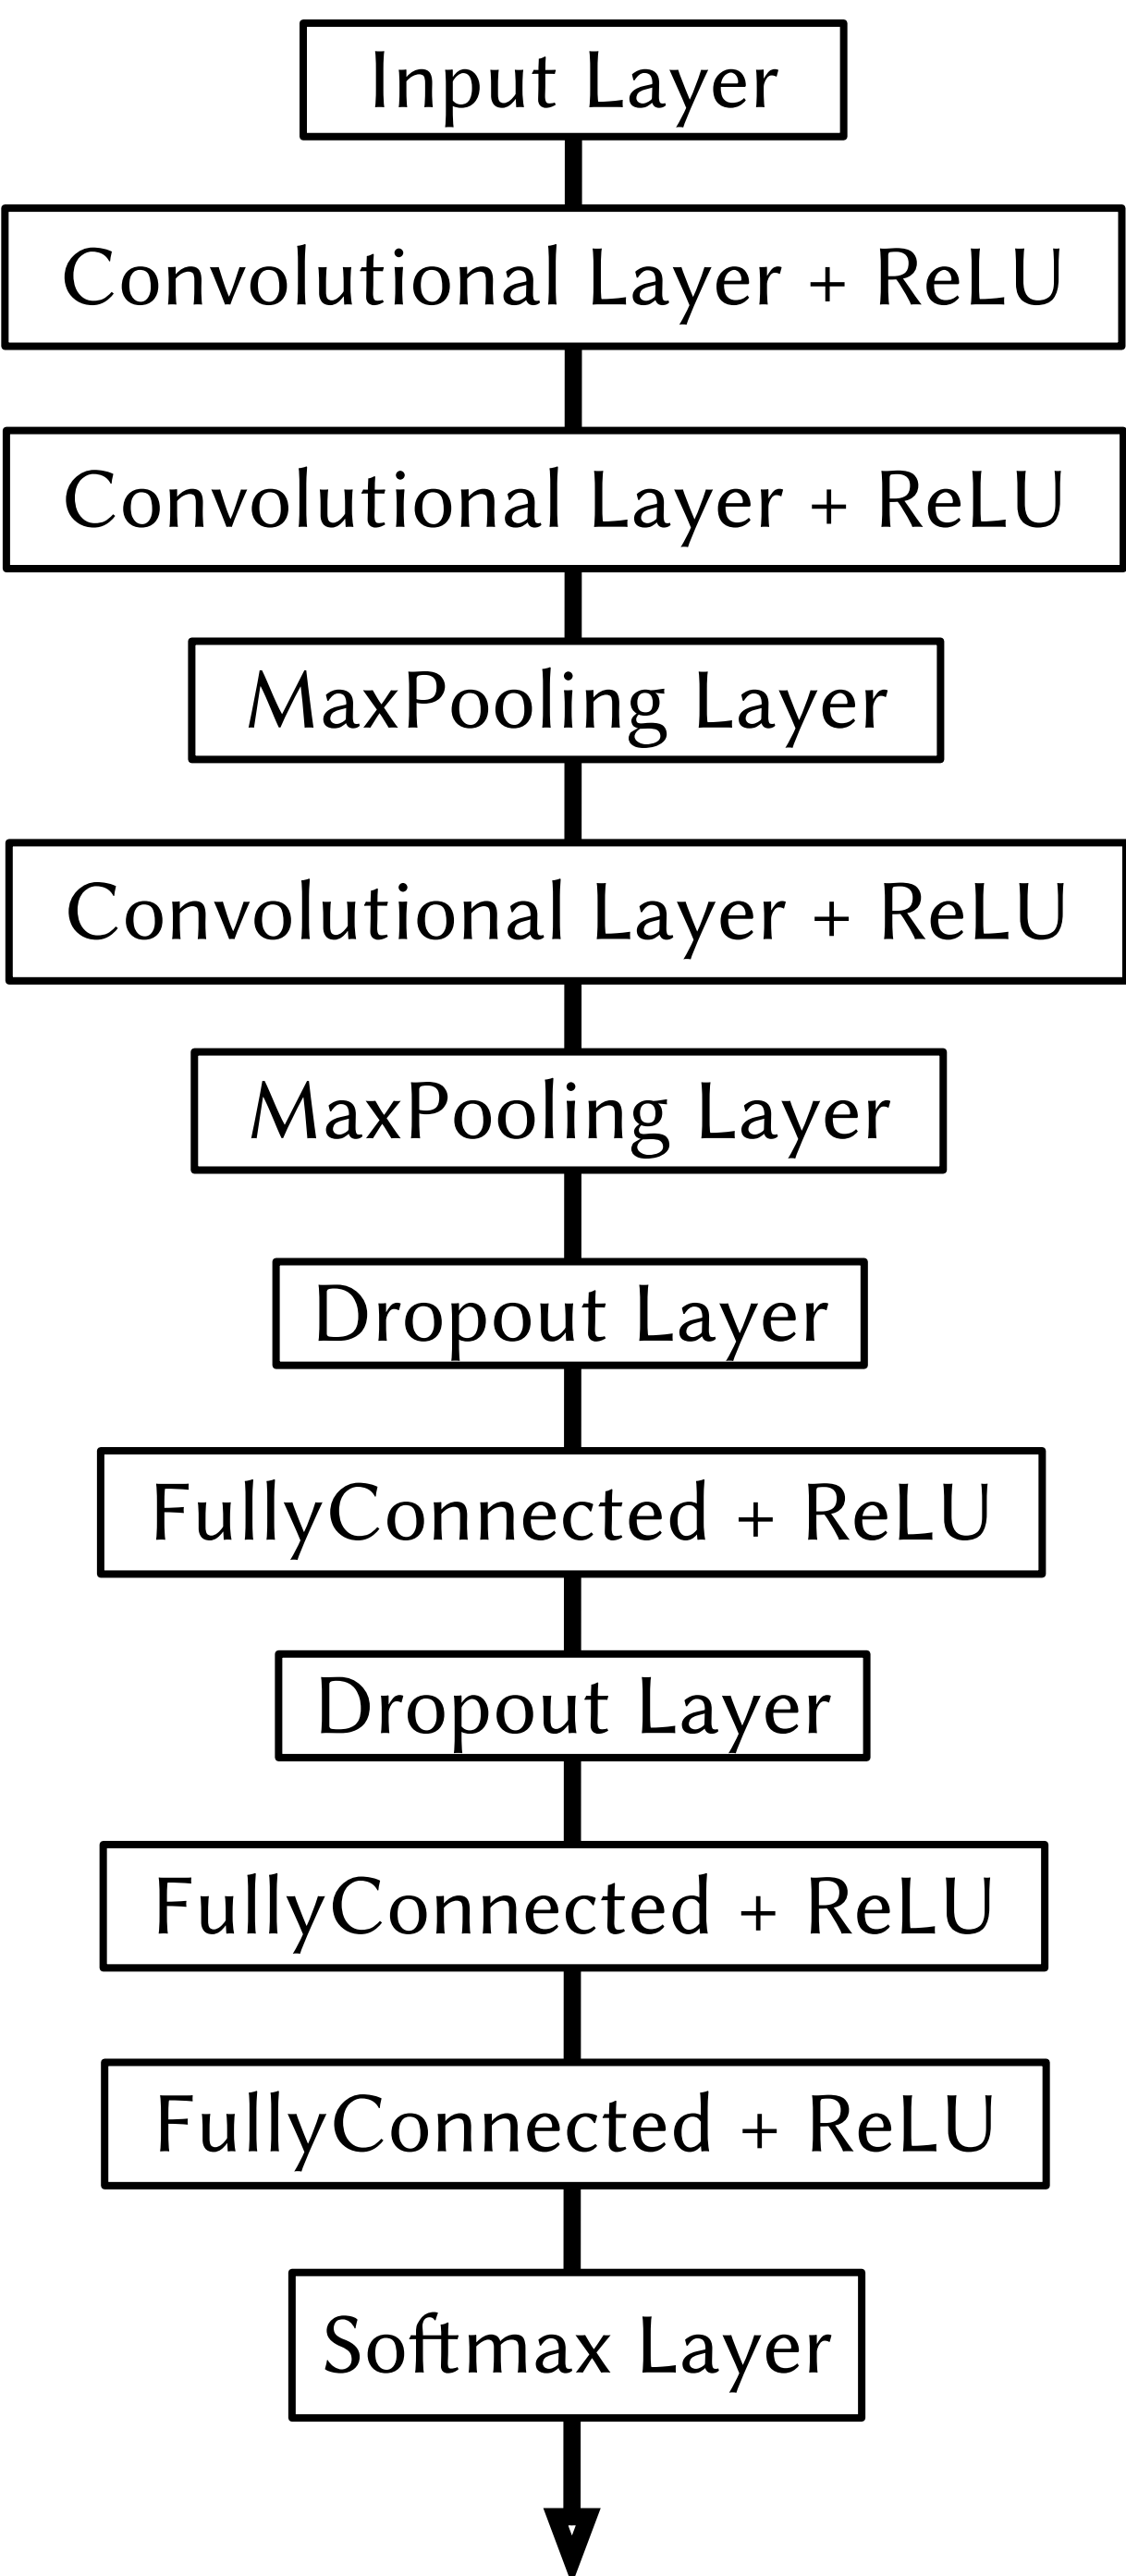 Input Layer
Convolutional Layer + ReLU
Convolutional Layer + ReLU
MaxPooling Layer
Convolutional Layer + ReLU
MaxPooling Layer
Dropout Layer
FullyConnected + ReLU
Dropout Layer
FullyConnected + ReLU
FullyConnected + ReLU
Softmax Layer